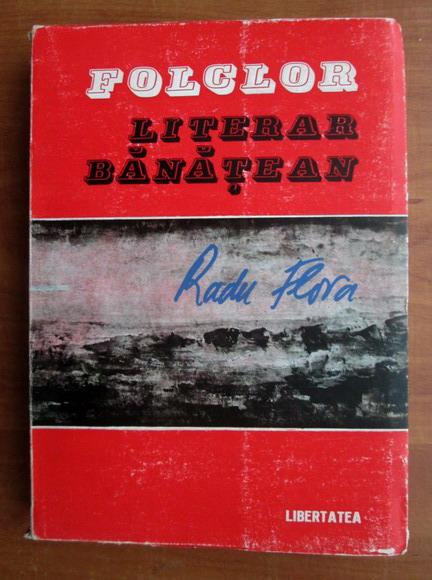 FOLCLOR
LITERAR
BĂNĂȚEAN
Radu Flora
LIBERTATEA